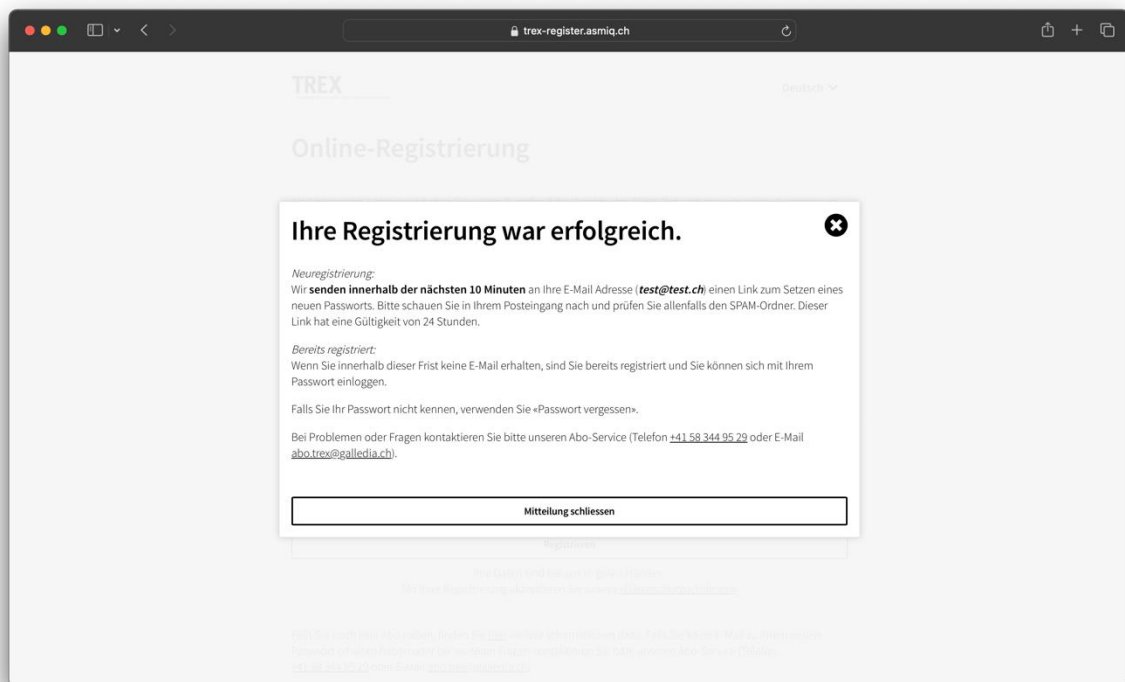 trex-register.asmiq.ch
TREX
Deutsch
Online-Registrierung
Ihre Registrierung war erfolgreich.
Neuregistrierung:
Wir senden innerhalb der nächsten 10 Minuten an Ihre E-Mail Adresse (test@test.ch) einen Link zum Setzen eines
neuen Passworts. Bitte schauen Sie in Ihrem Posteingang nach und prüfen Sie allenfalls den SPAM-Ordner. Dieser
Link hat eine Gültigkeit von 24 Stunden.
Bereits registriert:
Wenn Sie innerhalb dieser Frist keine E-Mail erhalten, sind Sie bereits registriert und Sie können sich mit Ihrem
Passwort einloggen.
Falls Sie Ihr Passwort nicht kennen, verwenden Sie «Passwort vergessen».
Bei Problemen oder Fragen kontaktieren Sie bitte unseren Abo-Service (Telefon +41 58 344 95 29 oder E-Mail
abo.trex@galledia.ch).
Mitteilung schliessen
Registrieren